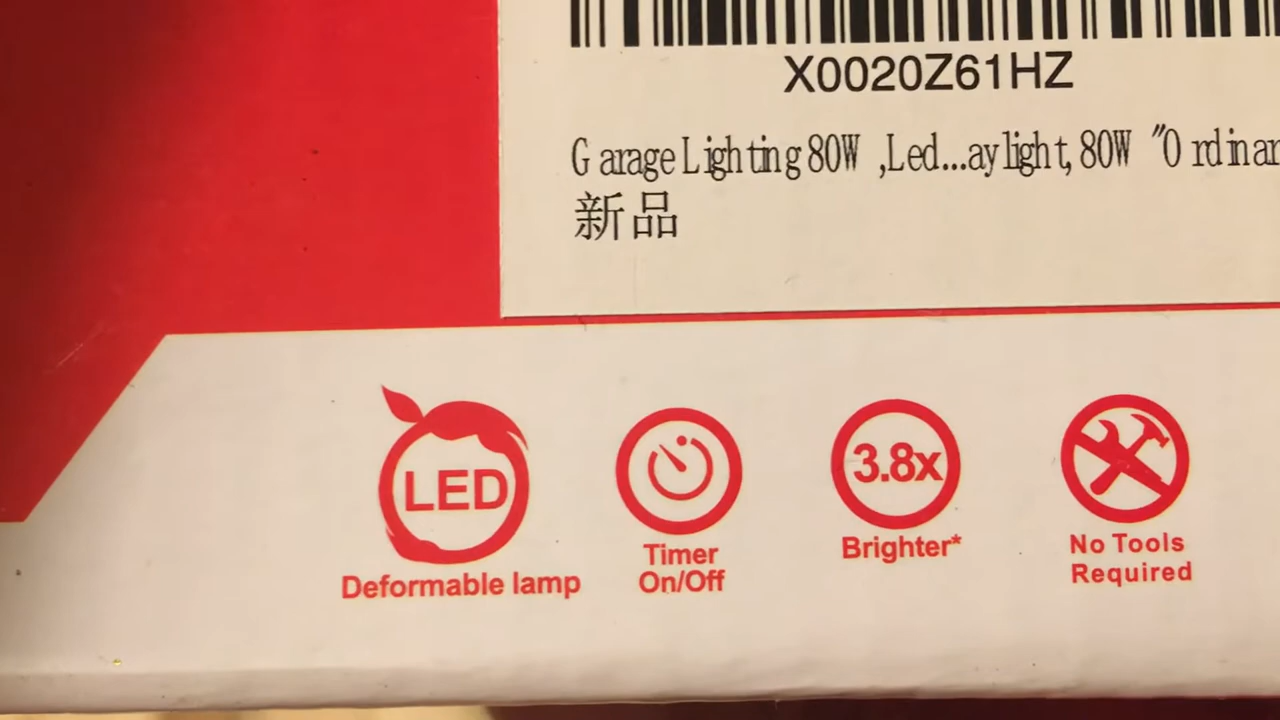 X0020Z61HZ
Garage Lighting 80W ,Led...aylight, 80W "Ordinar
新品
LED
Deformable lamp
Timer
On/Off
3.8x
Brighter*
No Tools
Required